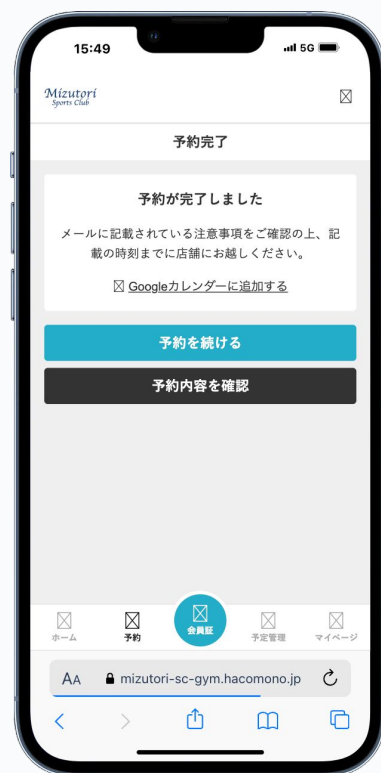 15:49
5G
Mizutori
Sports Club
予約完了
予約が完了しました
メールに記載されている注意事項をご確認の上、記
載の時刻までに店舗にお越しください。
Googleカレンダーに追加する
予約を続ける
予約内容を確認
ホーム
予約
会員証
予定管理
マイページ
AA
mizutori-sc-gym.hacomono.jp